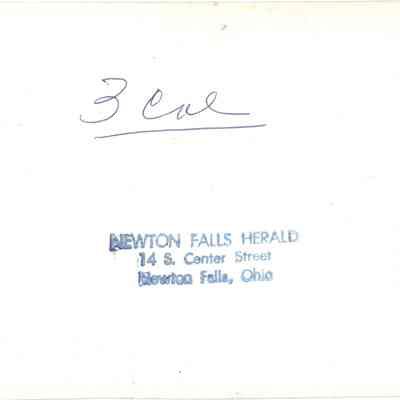 3 col
NEWTON FALLS HERALD
14 S. Center Street
Newton Falls, Ohio